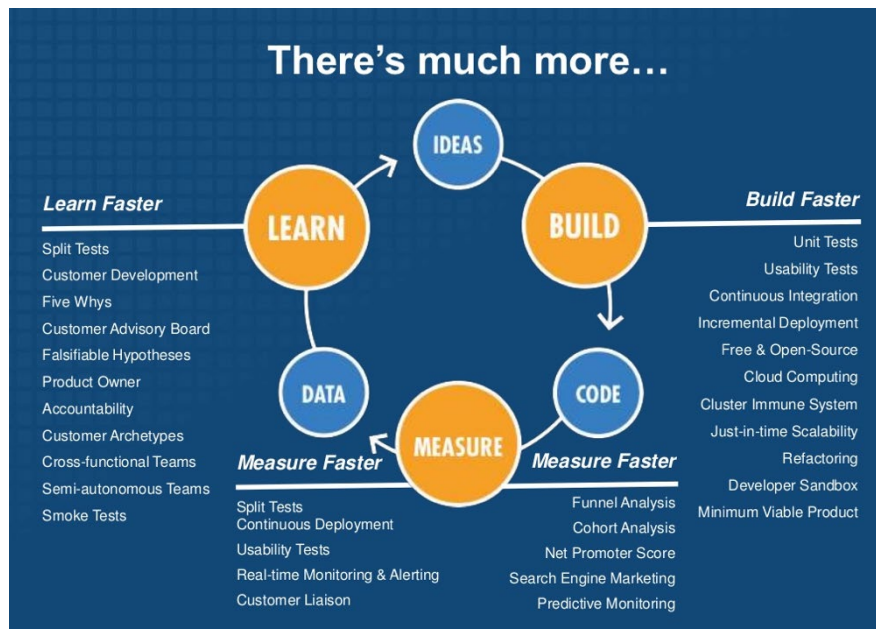 There's much more…
IDEAS
LEARN
BUILD
DATA
CODE
MEASURE
Learn Faster
Split Tests
Customer Development
Five Whys
Customer Advisory Board
Falsifiable Hypotheses
Product Owner
Accountability
Customer Archetypes
Cross-functional Teams
Semi-autonomous Teams
Smoke Tests
Build Faster
Unit Tests
Usability Tests
Continuous Integration
Incremental Deployment
Free & Open-Source
Cloud Computing
Cluster Immune System
Just-in-time Scalability
Refactoring
Developer Sandbox
Minimum Viable Product
Measure Faster
Split Tests
Continuous Deployment
Usability Tests
Real-time Monitoring & Alerting
Customer Liaison
Measure Faster
Funnel Analysis
Cohort Analysis
Net Promoter Score
Search Engine Marketing
Predictive Monitoring